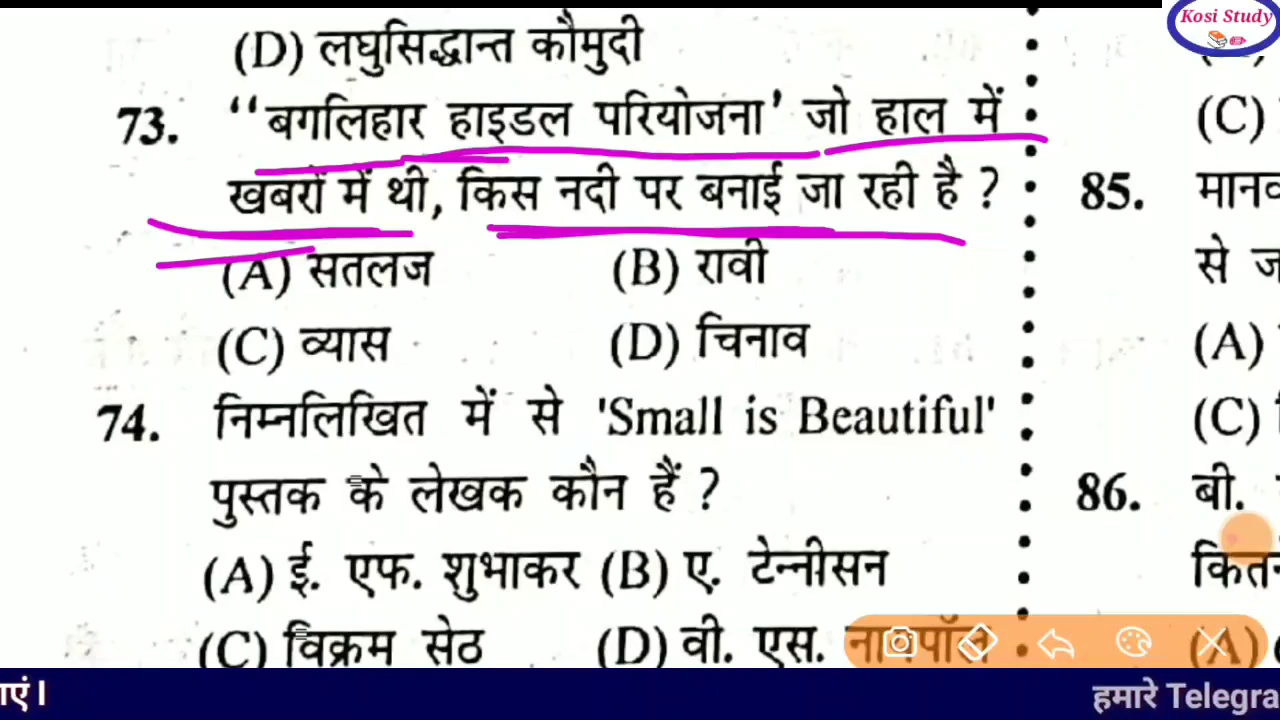 Kosi Study
(D) लघुसिद्धान्त कौमुदी
73. “बगलिहार हाइडल परियोजना’ जो हाल में
खबरों में थी, किस नदी पर बनाई जा रही है ?
(A) सतलज (B) रावी
(C) व्यास (D) चिनाव
74. निम्नलिखित में से 'Small is Beautiful'
पुस्तक के लेखक कौन हैं ?
(A) ई. एफ. शुभाकर (B) ए. टेन्नीसन
(C) विक्रम सेठ (D) वी. एस. नायपॉल
(C)
85.
से
(A)
(C)
86. बी.
(A)
हमारे